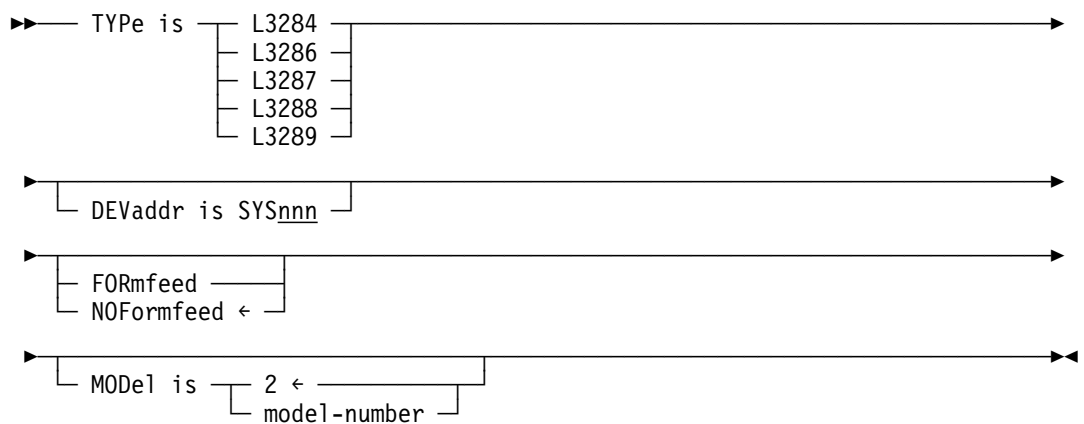 TYPe is L3284
L3286
L3287
L3288
L3289
DEVaddr is SYSnnn
FORmfeed
NOFormfeed ←
MODel is 2 ←
model-number